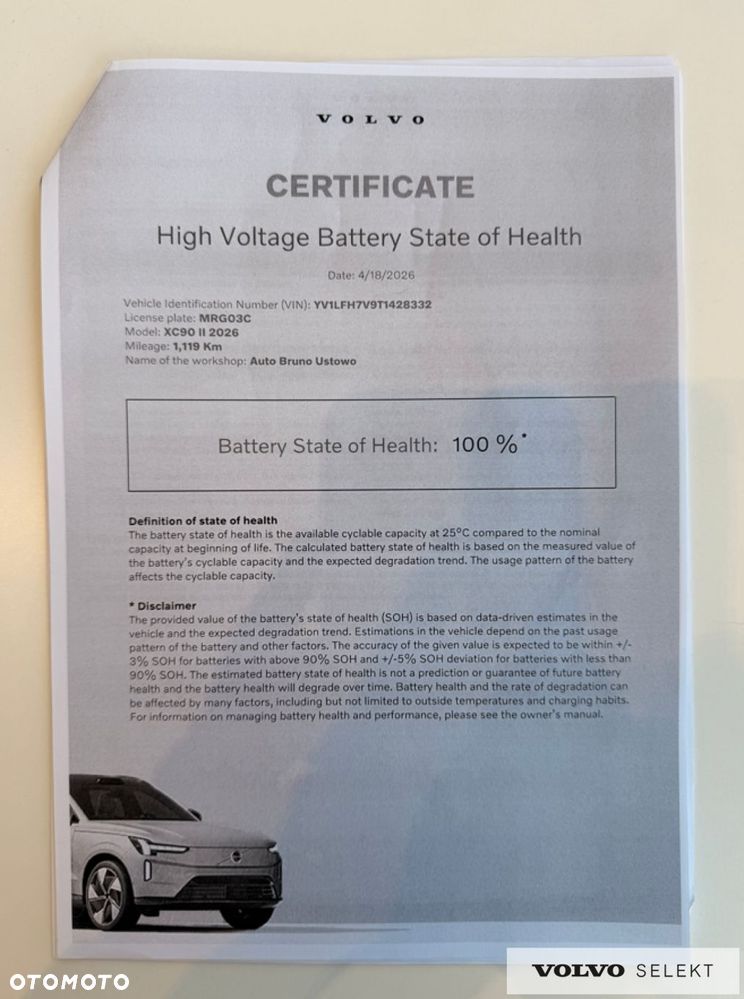 VOLVO
CERTIFICATE
High Voltage Battery State of Health
Date: 4/18/2026
Vehicle Identification Number (VIN): YV1LFH7V9T1428332
License plate: MRG03C
Model: XC90 II 2026
Mileage: 1,119 Km
Name of the workshop: Auto Bruno Ustowo
Battery State of Health: 100 %*
Definition of state of health
The battery state of health is the available cyclable capacity at 25°C compared to the nominal
capacity at beginning of life. The calculated battery state of health is based on the measured value of
the battery's cyclable capacity and the expected degradation trend. The usage pattern of the battery
affects the cyclable capacity.
* Disclaimer
The provided value of the battery's state of health (SOH) is based on data-driven estimates in the
vehicle and the expected degradation trend. Estimations in the vehicle depend on the past usage
pattern of the battery and other factors. The accuracy of the given value is expected to be within +/-
3% SOH for batteries with above 90% SOH and +/-5% SOH deviation for batteries with less than
90% SOH. The estimated battery state of health is not a prediction or guarantee of future battery
health and the battery health will degrade over time. Battery health and the rate of degradation can
be affected by many factors, including but not limited to outside temperatures and charging habits.
For information on managing battery health and performance, please see the owner's manual.
OTOMOTO
VOLVO SELEKT